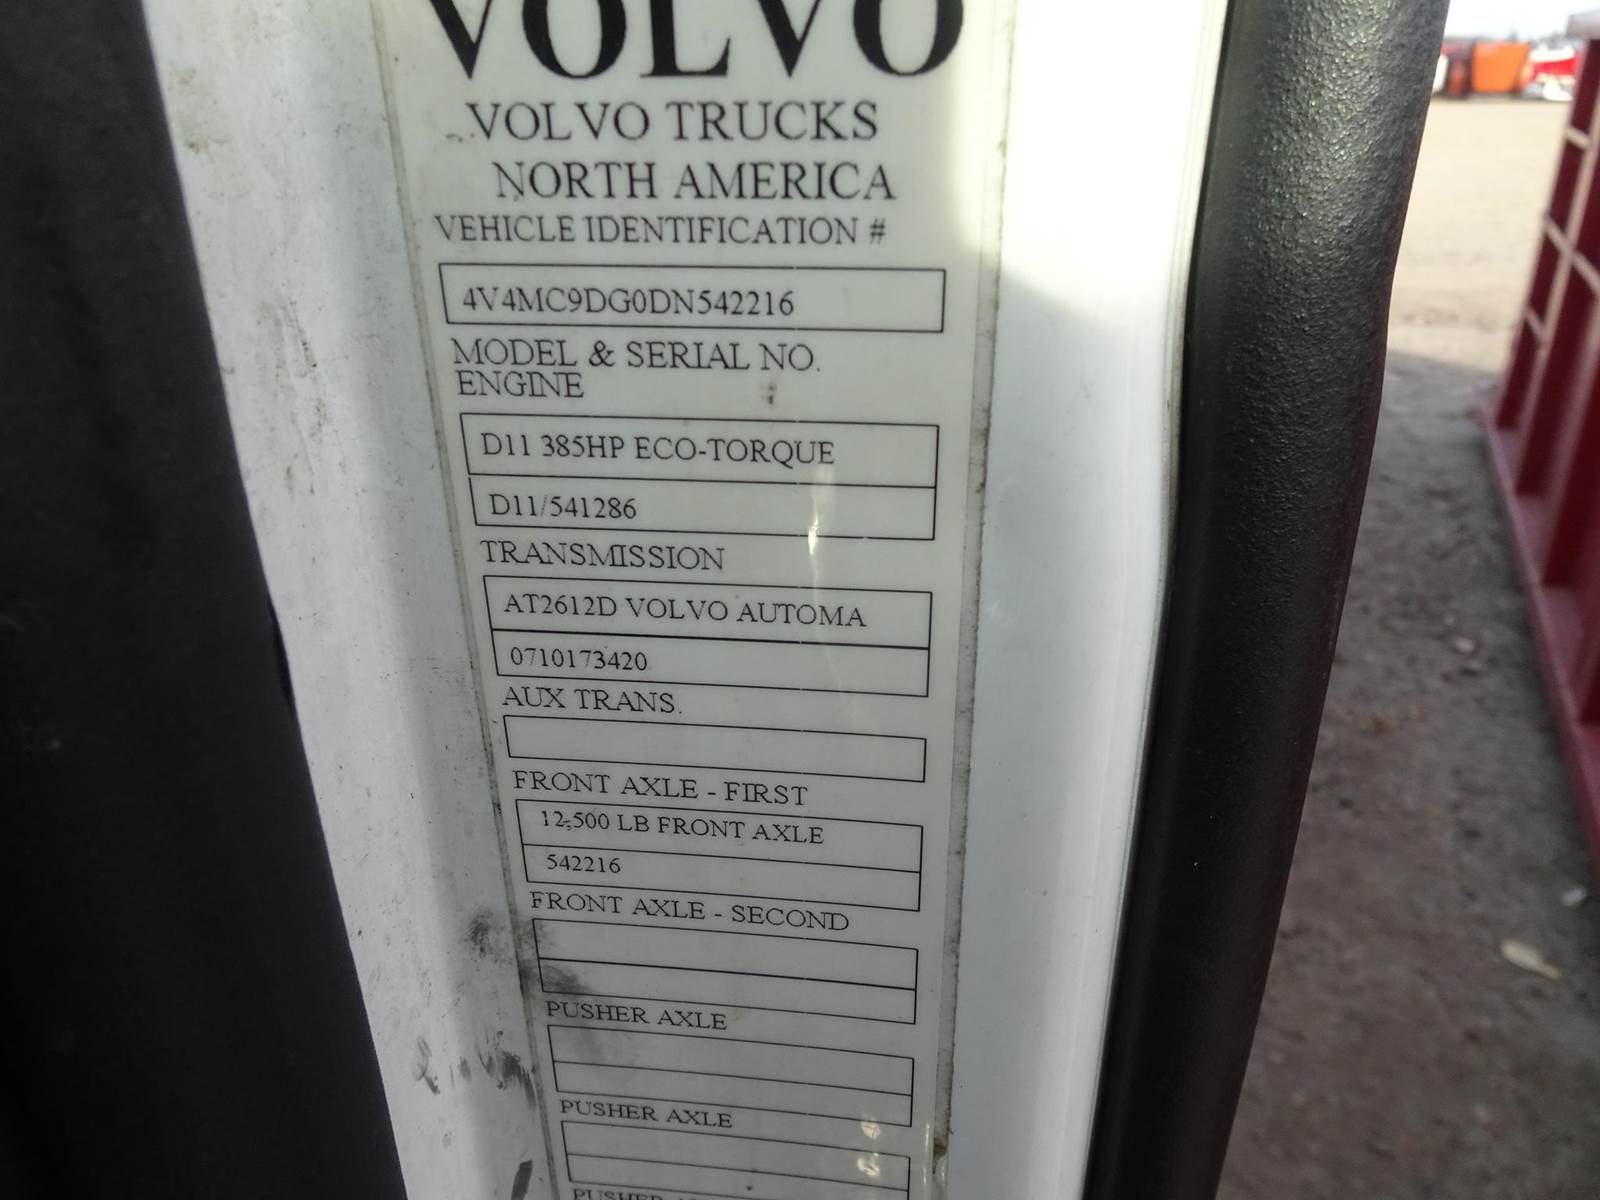 VOLVO
VOLVO TRUCKS
NORTH AMERICA
VEHICLE IDENTIFICATION #
4V4MC9DG0DN542216
MODEL & SERIAL NO.
ENGINE
D11 385HP ECO-TORQUE
D11/541286
TRANSMISSION
AT2612D VOLVO AUTOMA
0710173420
AUX TRANS.
FRONT AXLE - FIRST
12,500 LB FRONT AXLE
542216
FRONT AXLE - SECOND
PUSHER AXLE
PUSHER AXLE
PUSHER